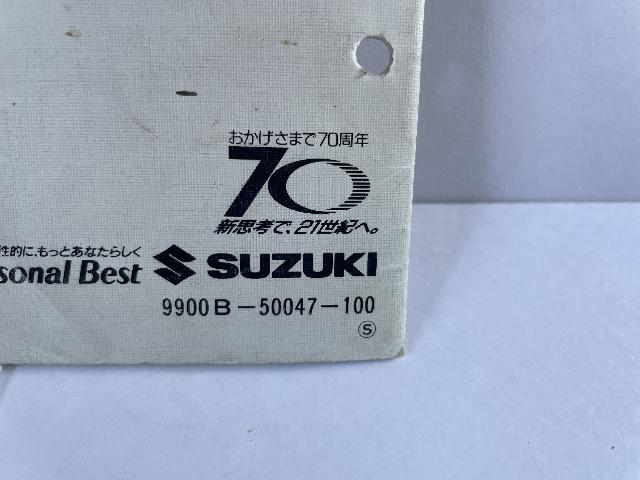 おかげさまで70周年
70
新思考で、21世紀へ。
性的に、もっとあなたらしく
sonal Best SUZUKI
9900B-50047-100
S